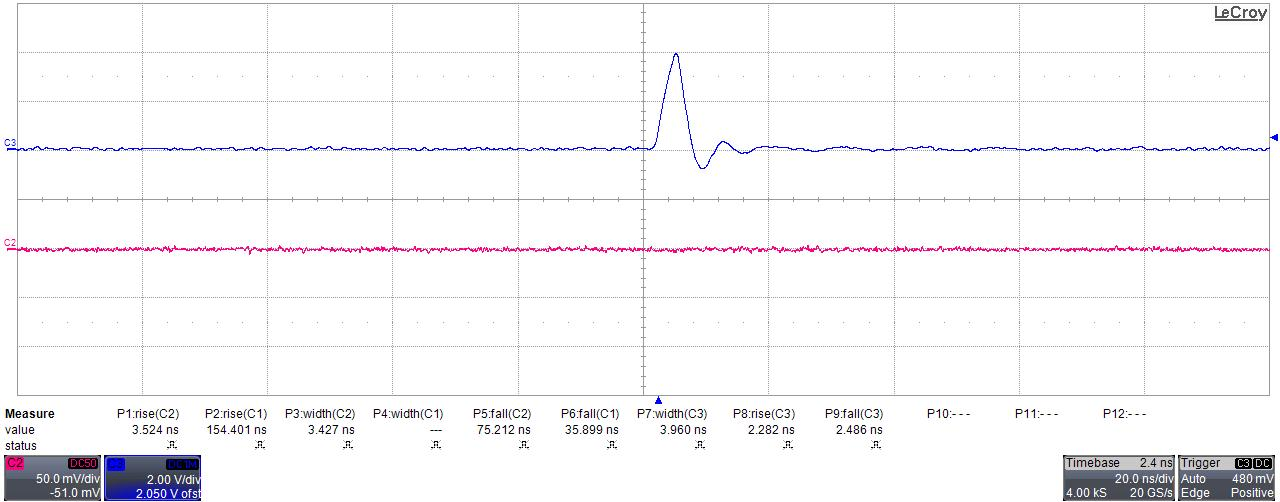 LeCroy
C3
C2
Measure P1:rise(C2) P2:rise(C1) P3:width(C2) P4:width(C1) P5:fall(C2) P6:fall(C1) P7:width(C3) P8:rise(C3) P9:fall(C3) P10:- - - P11:- - - P12:- - -
value 3.524 ns 154.401 ns 3.427 ns --- 75.212 ns 35.899 ns 3.960 ns 2.282 ns 2.486 ns
status
C2 DC50 C3 DC1M Timebase 2.4 ns Trigger C3 DC
50.0 mV/div 2.00 V/div 20.0 ns/div Auto 480 mV
-51.0 mV 2.050 V ofst 4.00 kS 20 GS/s Edge Positive